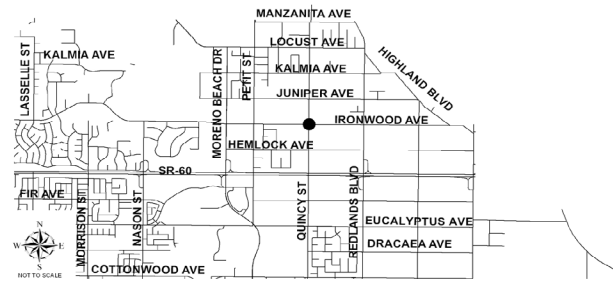 MANZANITA AVE
LOCUST AVE
KALMIA AVE
KALMIA AVE
JUNIPER AVE
HIGHLAND BLVD
LASSELLE ST
MORENO BEACH DR
PETIT ST
IRONWOOD AVE
HEMLOCK AVE
SR-60
FIR AVE
MORRISON ST
NASON ST
QUINCY ST
REDLANDS BLVD
EUCALYPTUS AVE
DRACAEA AVE
COTTONWOOD AVE
N
W E
S
NOT TO SCALE